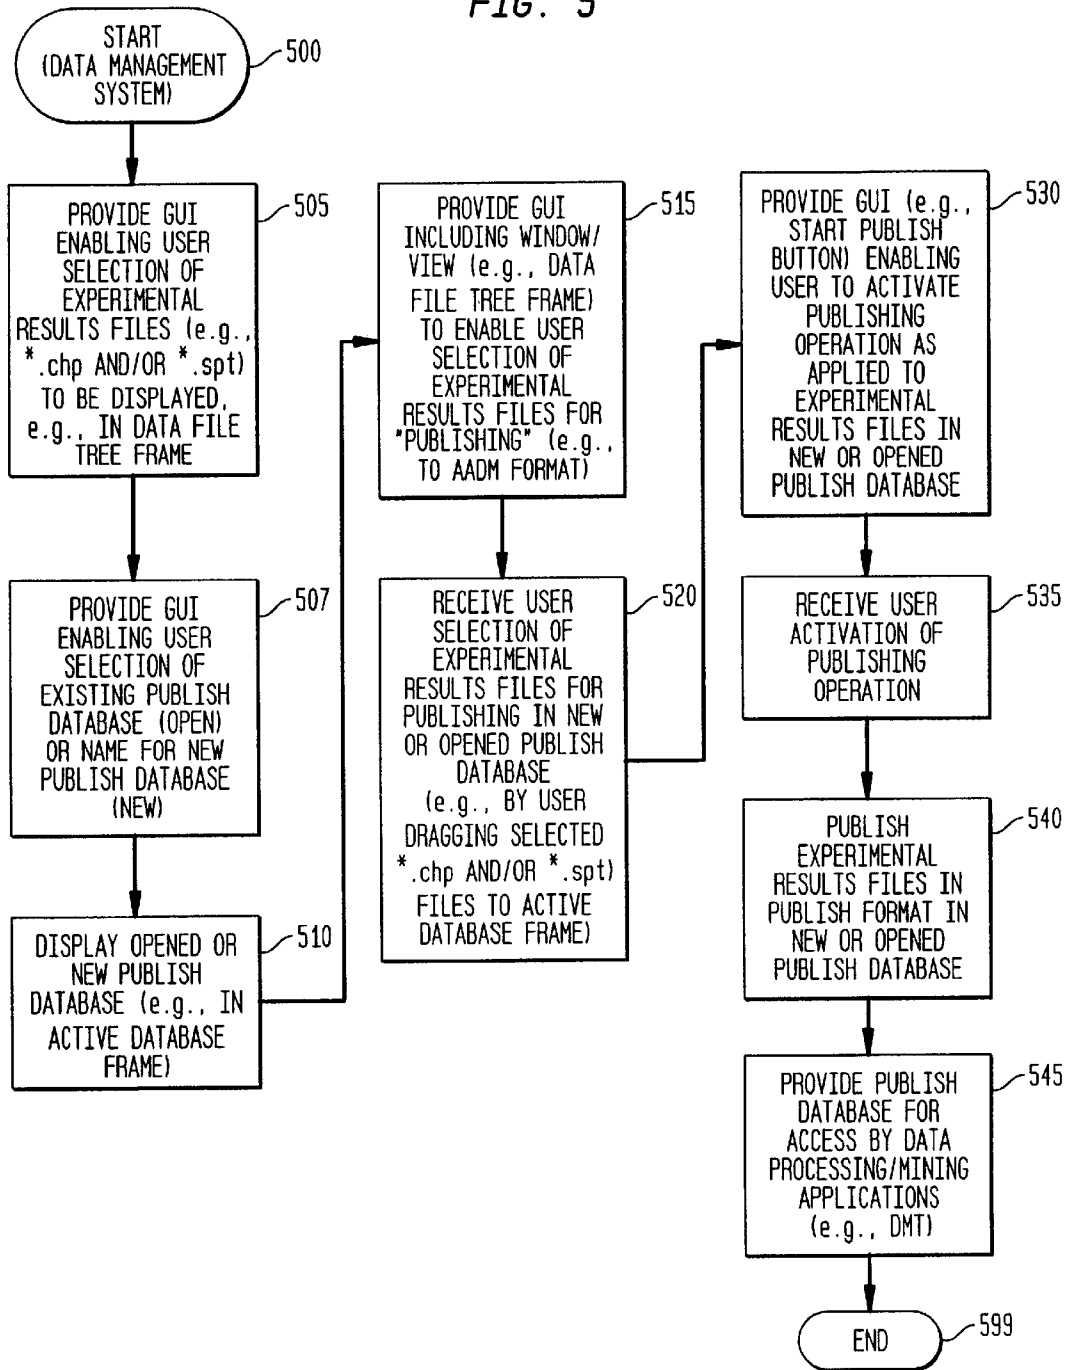 FIG. 5
START
(DATA MANAGEMENT
SYSTEM)
500
PROVIDE GUI
ENABLING USER
SELECTION OF
EXPERIMENTAL
RESULTS FILES (e.g.,
*.chp AND/OR *.spt)
TO BE DISPLAYED,
e.g., IN DATA FILE
TREE FRAME
505
PROVIDE GUI
ENABLING USER
SELECTION OF
EXISTING PUBLISH
DATABASE (OPEN)
OR NAME FOR NEW
PUBLISH DATABASE
(NEW)
507
DISPLAY OPENED OR
NEW PUBLISH
DATABASE (e.g., IN
ACTIVE DATABASE
FRAME)
510
PROVIDE GUI
INCLUDING WINDOW/
VIEW (e.g., DATA
FILE TREE FRAME)
TO ENABLE USER
SELECTION OF
EXPERIMENTAL
RESULTS FILES FOR
"PUBLISHING" (e.g.,
TO AADM FORMAT)
515
RECEIVE USER
SELECTION OF
EXPERIMENTAL
RESULTS FILES FOR
PUBLISHING IN NEW
OR OPENED PUBLISH
DATABASE
(e.g., BY USER
DRAGGING SELECTED
*.chp AND/OR *.spt)
FILES TO ACTIVE
DATABASE FRAME)
520
PROVIDE GUI (e.g.,
START PUBLISH
BUTTON) ENABLING
USER TO ACTIVATE
PUBLISHING
OPERATION AS
APPLIED TO
EXPERIMENTAL
RESULTS FILES IN
NEW OR OPENED
PUBLISH DATABASE
530
RECEIVE USER
ACTIVATION OF
PUBLISHING
OPERATION
535
PUBLISH
EXPERIMENTAL
RESULTS FILES IN
PUBLISH FORMAT IN
NEW OR OPENED
PUBLISH DATABASE
540
PROVIDE PUBLISH
DATABASE FOR
ACCESS BY DATA
PROCESSING/MINING
APPLICATIONS
(e.g., DMT)
545
END
599